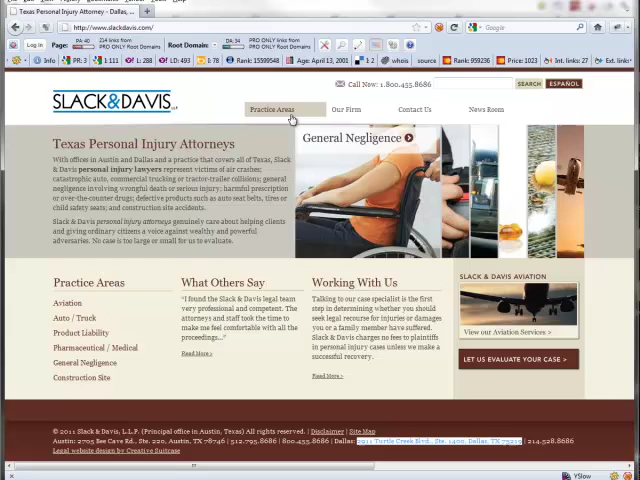 Texas Personal Injury Attorney - Dallas, ...
http://www.slackdavis.com/
Google
Log In Page: PA: 40 214 links from PRO ONLY Root Domains Root Domain: DA: 34 PRO ONLY links from PRO ONLY Root Domains
Info PR: 3 I: 111 L: 288 LD: 493 I: 78 Rank: 15599548 Age: April 13, 2001 I: 2 whois source Rank: 959236 Price: 1023 Int. links: 27 Ext. link
Call Now: 1.800.455.8686 SEARCH ESPAÑOL
SLACK&DAVIS LLP
Practice Areas Our Firm Contact Us News Room
Texas Personal Injury Attorneys
General Negligence
With offices in Austin and Dallas and a practice that covers all of Texas, Slack
& Davis personal injury lawyers represent victims of air crashes;
catastrophic auto, commercial trucking or tractor-trailer collisions; general
negligence involving wrongful death or serious injury; harmful prescription
or over-the-counter drugs; defective products such as auto seat belts, tires or
child safety seats; and construction site accidents.
Slack & Davis personal injury attorneys genuinely care about helping clients
and giving ordinary citizens a voice against wealthy and powerful
adversaries. No case is too large or small for us to evaluate.
Practice Areas
Aviation
Auto / Truck
Product Liability
Pharmaceutical / Medical
General Negligence
Construction Site
What Others Say
“I found the Slack & Davis legal team
very professional and competent. The
attorneys and staff took the time to
make me feel comfortable with all the
proceedings...”
Read More >
Working With Us
Talking to our case specialist is the first
step in determining whether you should
seek legal recourse for injuries or damages
you or a family member have suffered.
Slack & Davis charges no fees to plaintiffs
in personal injury cases unless we make a
successful recovery.
Read More >
SLACK & DAVIS AVIATION
View our Aviation Services >
LET US EVALUATE YOUR CASE >
© 2011 Slack & Davis, L.L.P. (Principal office in Austin, Texas) All rights reserved. | Disclaimer | Site Map
Austin: 2705 Bee Cave Rd., Ste. 220, Austin, TX 78746 | 512.795.8686 | 800.455.8686 | Dallas: 2911 Turtle Creek Blvd., Ste. 1400, Dallas, TX 75219 | 214.528.8686
Legal website design by Creative Suitcase
YSlow